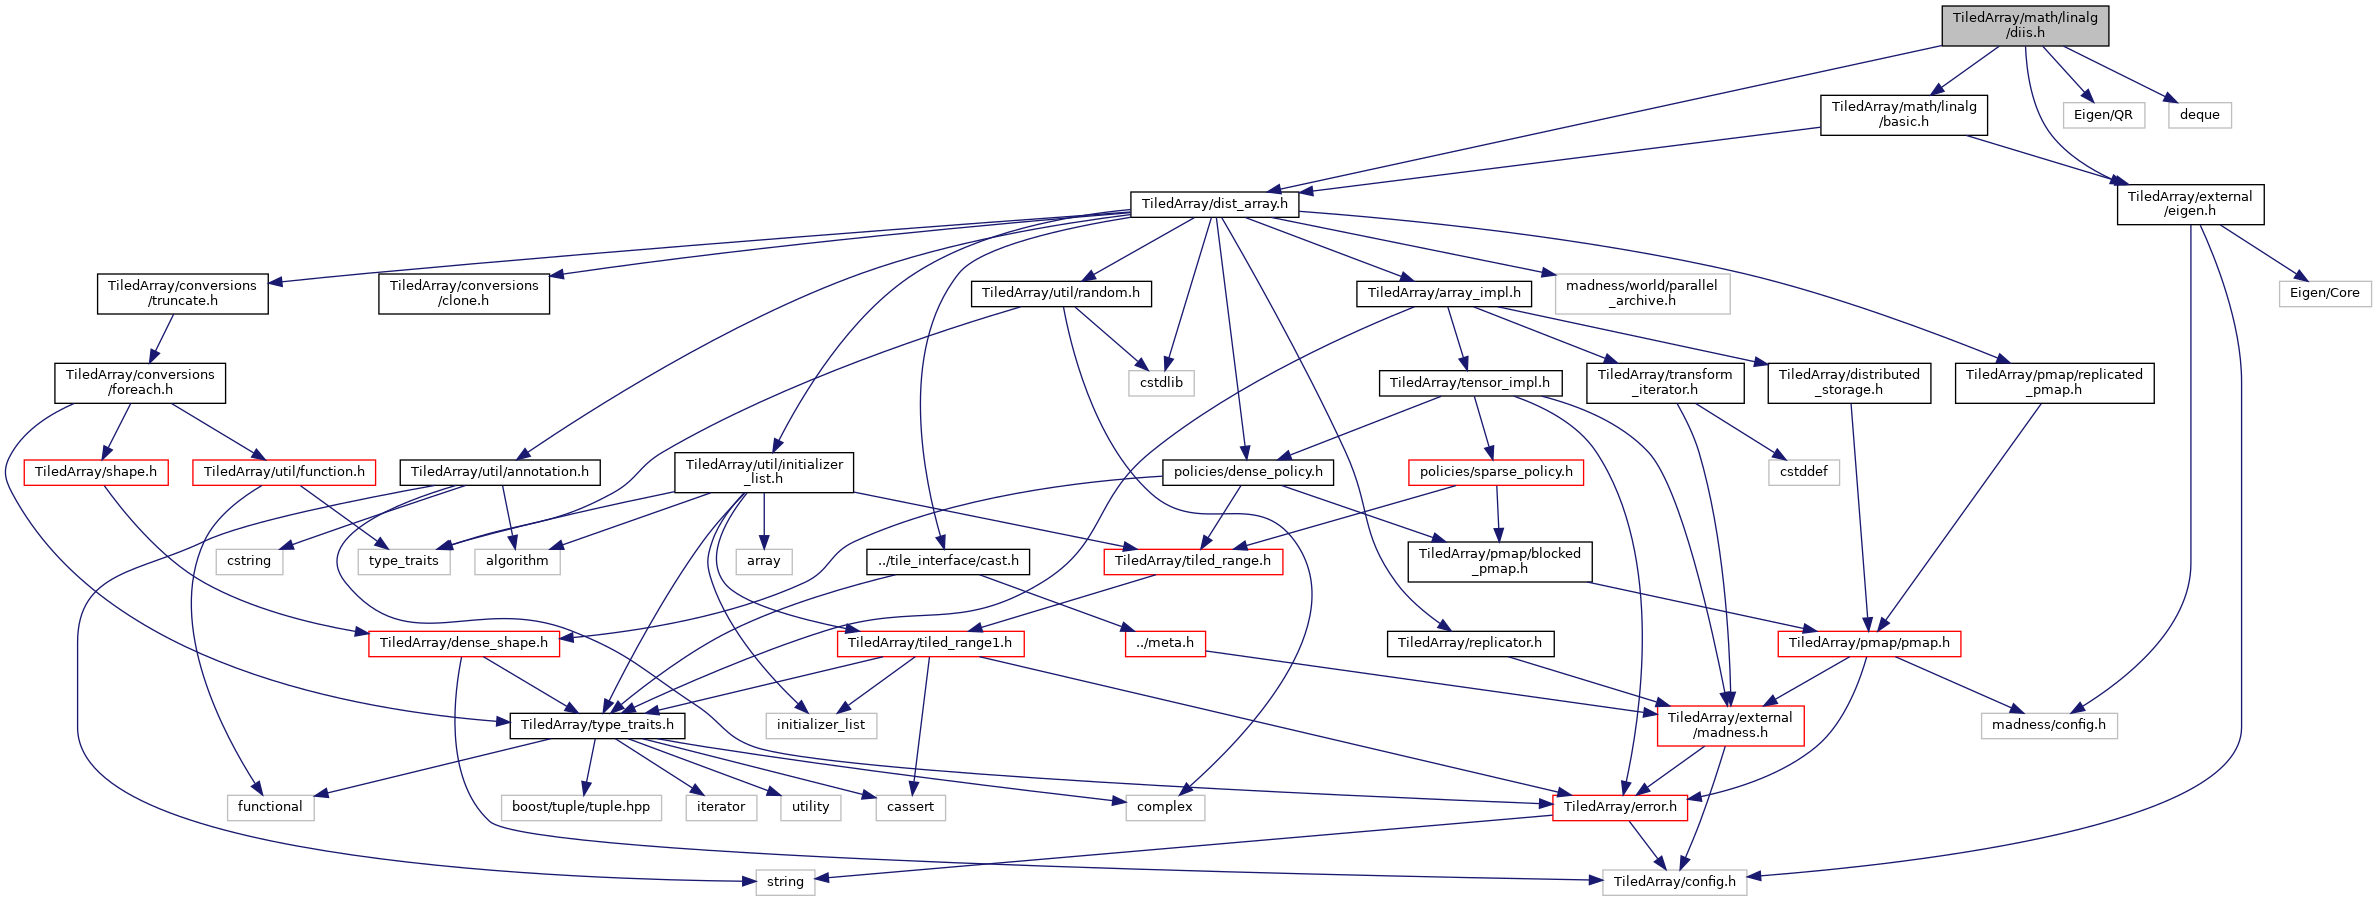 TiledArray/math/linalg
/diis.h
TiledArray/math/linalg
/basic.h
Eigen/QR
deque
TiledArray/dist_array.h
TiledArray/external
/eigen.h
TiledArray/conversions
/truncate.h
TiledArray/conversions
/clone.h
TiledArray/util/random.h
TiledArray/array_impl.h
madness/world/parallel
_archive.h
Eigen/Core
TiledArray/conversions
/foreach.h
cstdlib
TiledArray/tensor_impl.h
TiledArray/transform
_iterator.h
TiledArray/distributed
_storage.h
TiledArray/pmap/replicated
_pmap.h
TiledArray/shape.h
TiledArray/util/function.h
TiledArray/util/annotation.h
TiledArray/util/initializer
_list.h
policies/dense_policy.h
policies/sparse_policy.h
cstddef
cstring
type_traits
algorithm
array
../tile_interface/cast.h
TiledArray/tiled_range.h
TiledArray/pmap/blocked
_pmap.h
TiledArray/dense_shape.h
TiledArray/tiled_range1.h
../meta.h
TiledArray/replicator.h
TiledArray/pmap/pmap.h
TiledArray/type_traits.h
initializer_list
TiledArray/external
/madness.h
madness/config.h
functional
boost/tuple/tuple.hpp
iterator
utility
cassert
complex
TiledArray/error.h
string
TiledArray/config.h